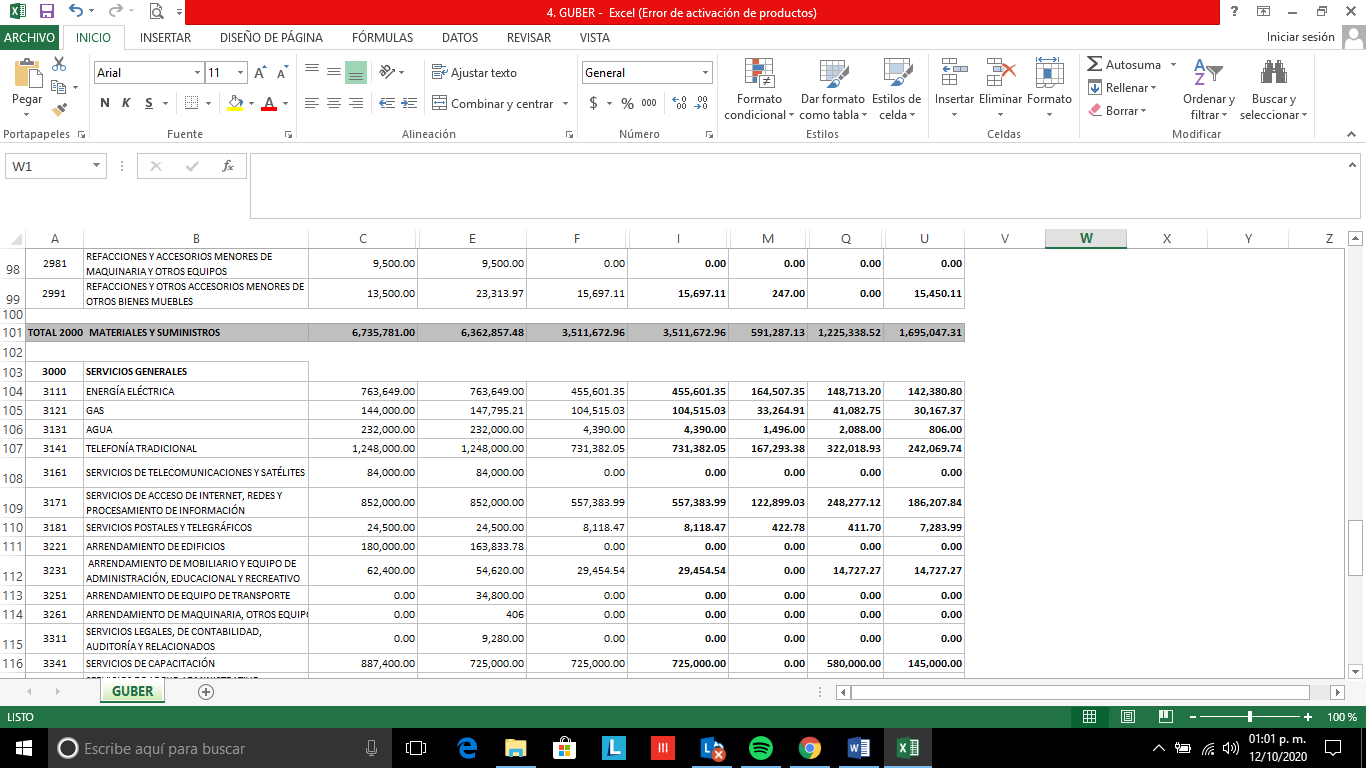 4. GUBER - Excel (Error de activación de productos)
ARCHIVO INICIO INSERTAR DISEÑO DE PÁGINA FÓRMULAS DATOS REVISAR VISTA Iniciar sesión
Pegar
Arial 11
N K S
Ajustar texto
Combinar y centrar
General
$ % 000
Formato condicional
Dar formato como tabla
Estilos de celda
Insertar Eliminar Formato
Autosuma
Rellenar
Borrar
Ordenar y filtrar
Buscar y seleccionar
Portapapeles Fuente Alineación Número Estilos Celdas Modificar
W1 fx
A B C E F I M Q U V W X Y Z
98 2981 REFACCIONES Y ACCESORIOS MENORES DE MAQUINARIA Y OTROS EQUIPOS 9,500.00 9,500.00 0.00 0.00 0.00 0.00 0.00
99 2991 REFACCIONES Y OTROS ACCESORIOS MENORES DE OTROS BIENES MUEBLES 13,500.00 23,313.97 15,697.11 15,697.11 247.00 0.00 15,450.11
100
101 TOTAL 2000 MATERIALES Y SUMINISTROS 6,735,781.00 6,362,857.48 3,511,672.96 3,511,672.96 591,287.13 1,225,338.52 1,695,047.31
102
103 3000 SERVICIOS GENERALES
104 3111 ENERGÍA ELÉCTRICA 763,649.00 763,649.00 455,601.35 455,601.35 164,507.35 148,713.20 142,380.80
105 3121 GAS 144,000.00 147,795.21 104,515.03 104,515.03 33,264.91 41,082.75 30,167.37
106 3131 AGUA 232,000.00 232,000.00 4,390.00 4,390.00 1,496.00 2,088.00 806.00
107 3141 TELEFONÍA TRADICIONAL 1,248,000.00 1,248,000.00 731,382.05 731,382.05 167,293.38 322,018.93 242,069.74
108 3161 SERVICIOS DE TELECOMUNICACIONES Y SATÉLITES 84,000.00 84,000.00 0.00 0.00 0.00 0.00 0.00
109 3171 SERVICIOS DE ACCESO DE INTERNET, REDES Y PROCESAMIENTO DE INFORMACIÓN 852,000.00 852,000.00 557,383.99 557,383.99 122,899.03 248,277.12 186,207.84
110 3181 SERVICIOS POSTALES Y TELEGRÁFICOS 24,500.00 24,500.00 8,118.47 8,118.47 422.78 411.70 7,283.99
111 3221 ARRENDAMIENTO DE EDIFICIOS 180,000.00 163,833.78 0.00 0.00 0.00 0.00 0.00
112 3231 ARRENDAMIENTO DE MOBILIARIO Y EQUIPO DE ADMINISTRACIÓN, EDUCACIONAL Y RECREATIVO 62,400.00 54,620.00 29,454.54 29,454.54 0.00 14,727.27 14,727.27
113 3251 ARRENDAMIENTO DE EQUIPO DE TRANSPORTE 0.00 34,800.00 0.00 0.00 0.00 0.00 0.00
114 3261 ARRENDAMIENTO DE MAQUINARIA, OTROS EQUIP 0.00 406 0.00 0.00 0.00 0.00 0.00
115 3311 SERVICIOS LEGALES, DE CONTABILIDAD, AUDITORÍA Y RELACIONADOS 0.00 9,280.00 0.00 0.00 0.00 0.00 0.00
116 3341 SERVICIOS DE CAPACITACIÓN 887,400.00 725,000.00 725,000.00 725,000.00 0.00 580,000.00 145,000.00
GUBER
LISTO 100 %
Escribe aquí para buscar
01:01 p. m.
12/10/2020